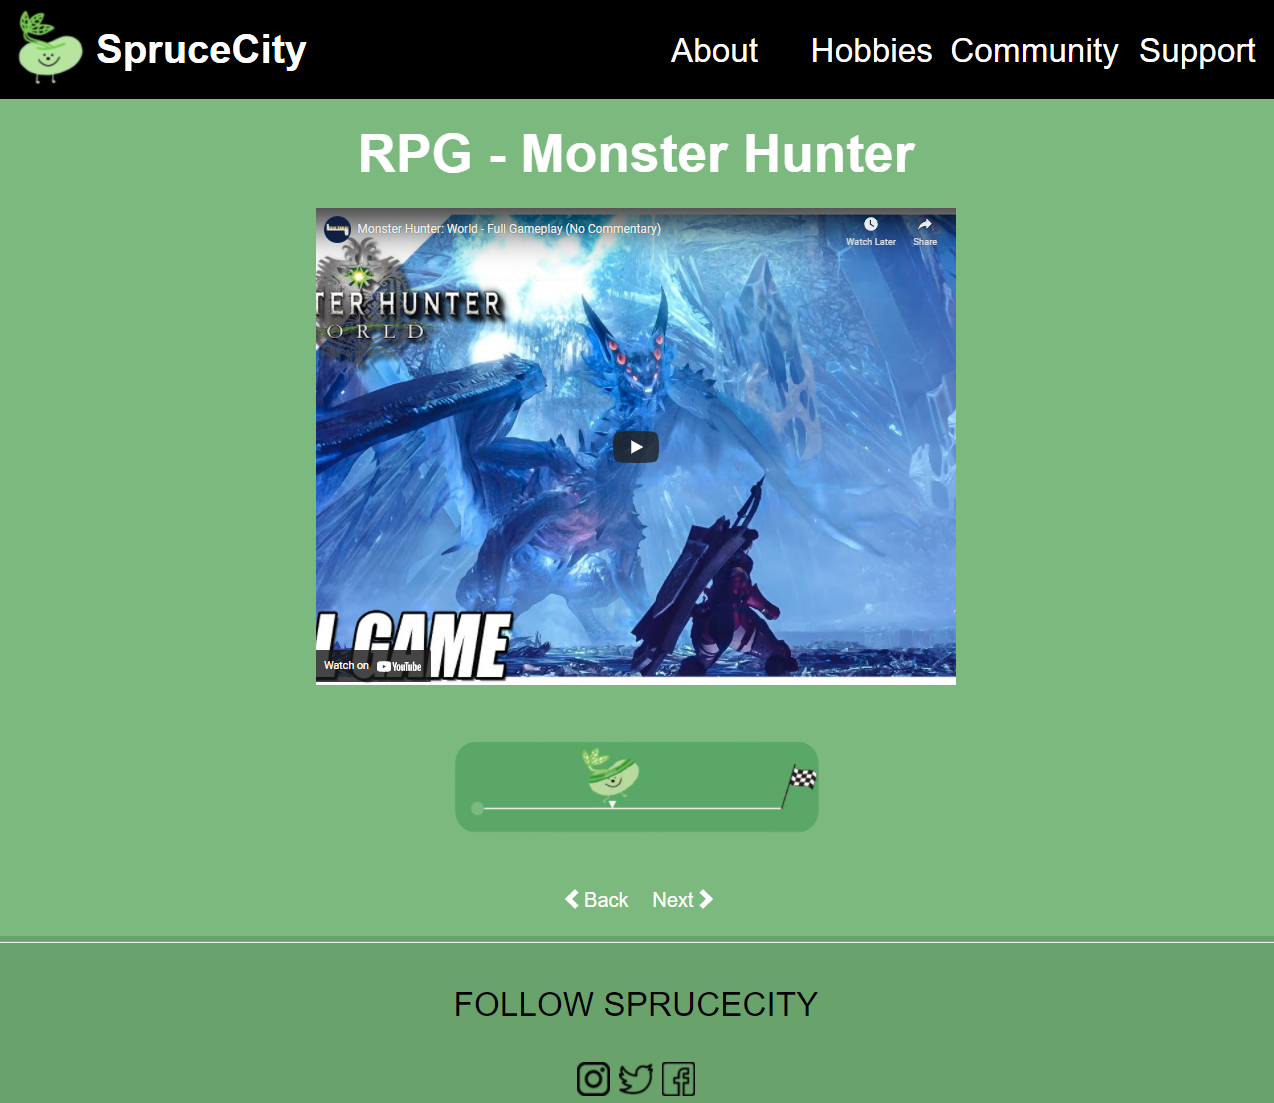 SpruceCity
About Hobbies Community Support
RPG - Monster Hunter
Monster Hunter: World - Full Gameplay (No Commentary)
Watch Later Share
TER HUNTER
ORLD
L GAME
Watch on YouTube
Back Next
FOLLOW SPRUCECITY